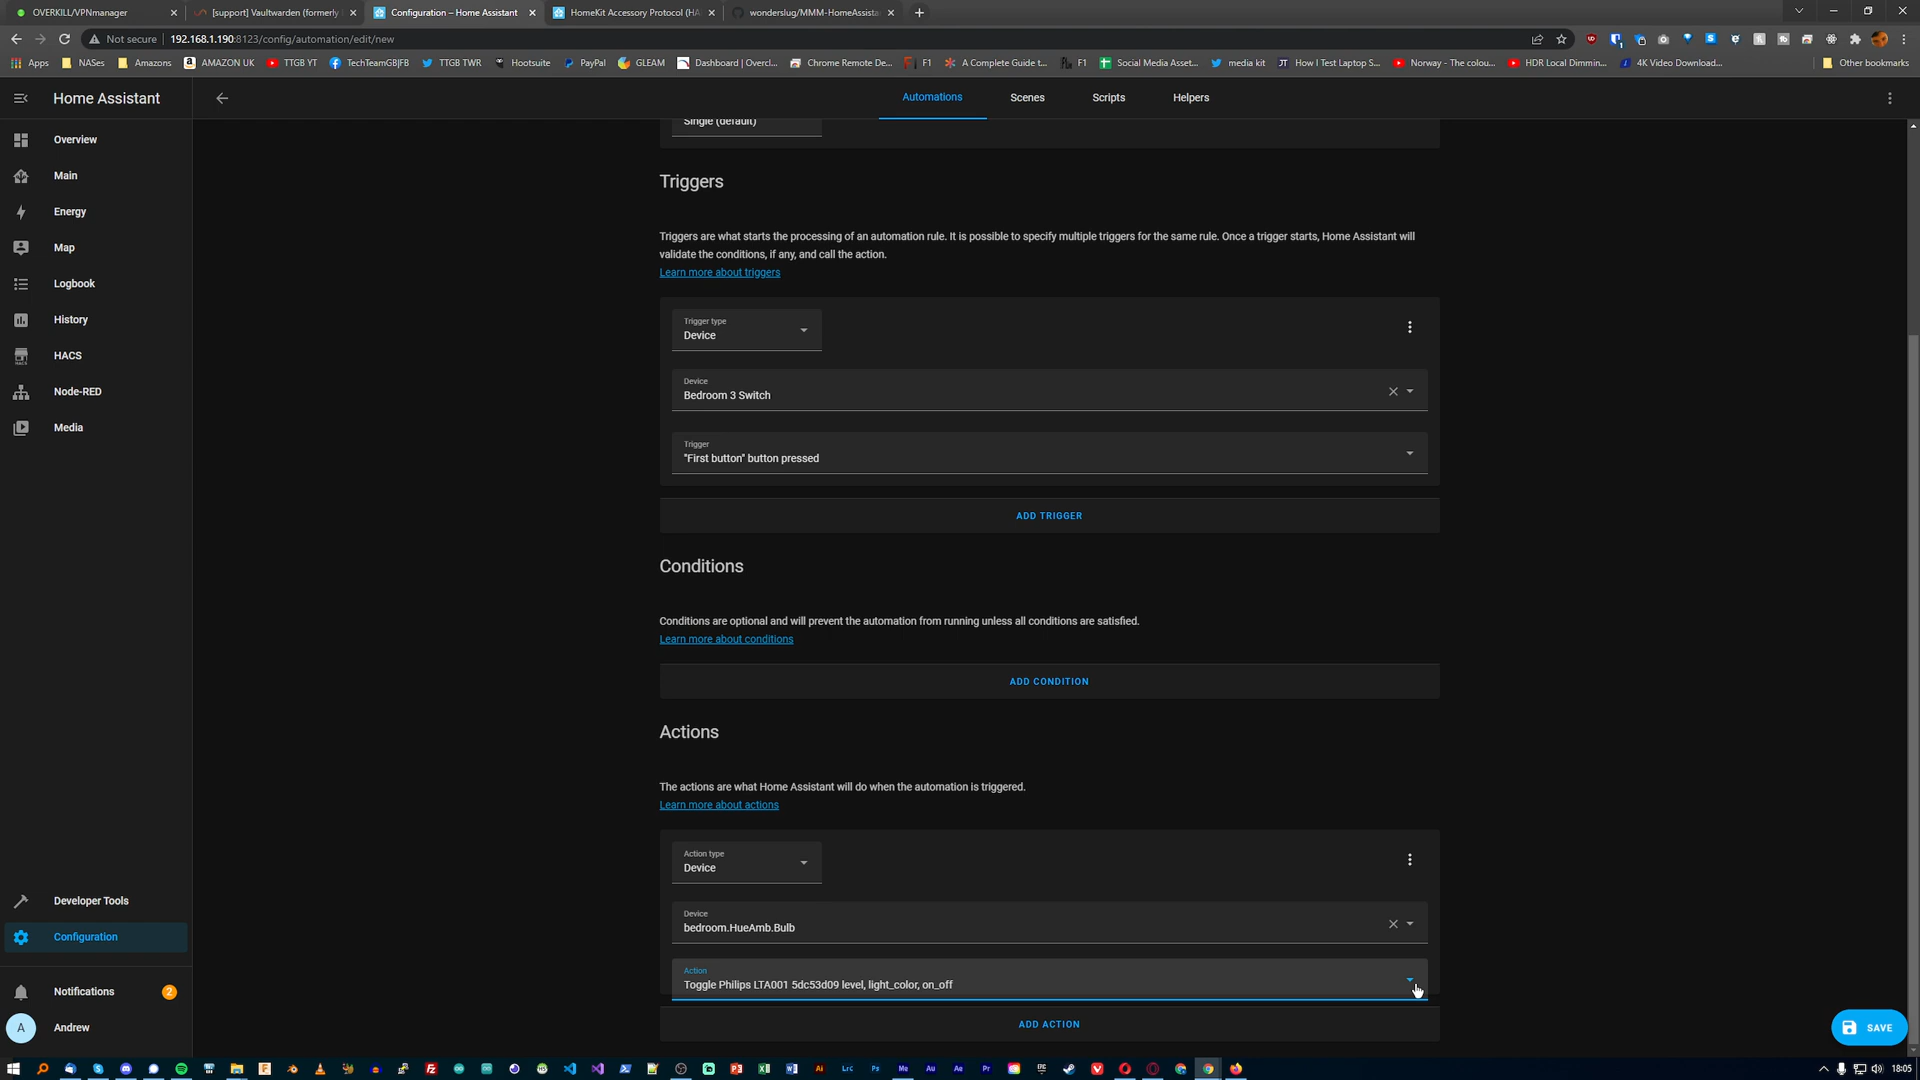 OVERKILL/VPNmanager
[support] Vaultwarden (formerly
Configuration – Home Assistant
HomeKit Accessory Protocol (HA
wonderslug/MMM-HomeAssista
Not secure
192.168.1.190:8123/config/automation/edit/new
Apps
NASes
Amazons
AMAZON UK
TTGB YT
TechTeamGB|FB
TTGB TWR
Hootsuite
PayPal
GLEAM
Dashboard | Overcl...
Chrome Remote De...
F1
A Complete Guide t...
F1
Social Media Asset...
media kit
How I Test Laptop S...
Norway - The colou...
HDR Local Dimmin...
4K Video Download...
Other bookmarks
Home Assistant
Automations
Scenes
Scripts
Helpers
Overview
Main
Energy
Map
Logbook
History
HACS
Node-RED
Media
Developer Tools
Configuration
Notifications
2
A
Andrew
Single (default)
Triggers
Triggers are what starts the processing of an automation rule. It is possible to specify multiple triggers for the same rule. Once a trigger starts, Home Assistant will
validate the conditions, if any, and call the action.
Learn more about triggers
Trigger type
Device
Device
Bedroom 3 Switch
Trigger
"First button" button pressed
ADD TRIGGER
Conditions
Conditions are optional and will prevent the automation from running unless all conditions are satisfied.
Learn more about conditions
ADD CONDITION
Actions
The actions are what Home Assistant will do when the automation is triggered.
Learn more about actions
Action type
Device
Device
bedroom.HueAmb.Bulb
Action
Toggle Philips LTA001 5dc53d09 level, light_color, on_off
ADD ACTION
SAVE
18:05